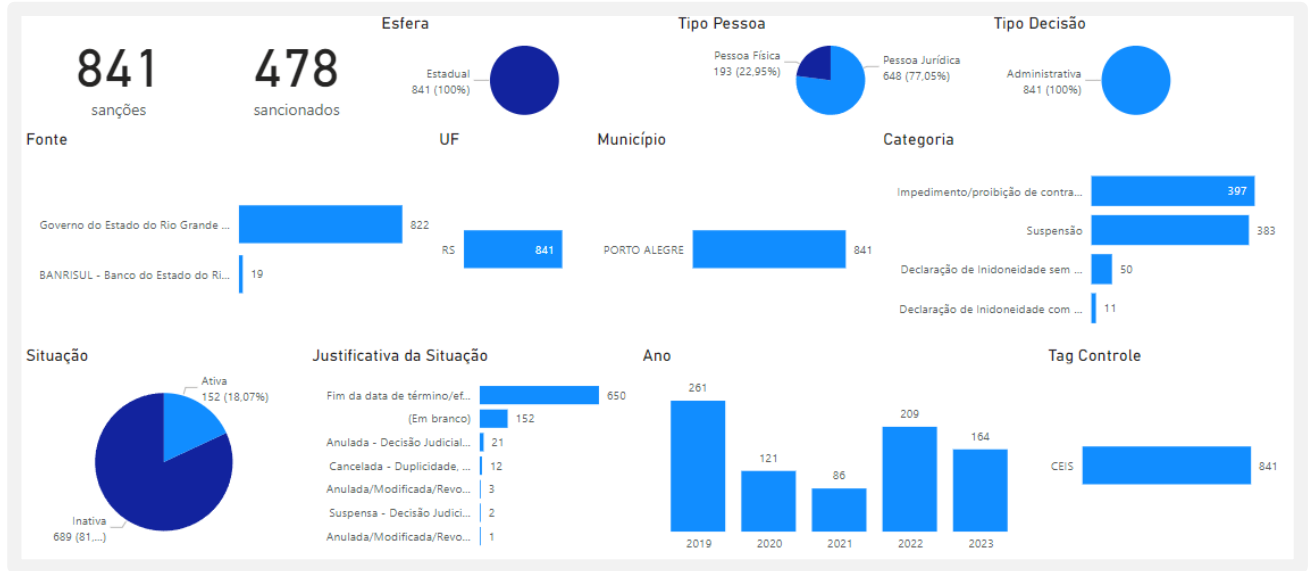 Esfera
Tipo Pessoa
Tipo Decisão
841
sanções
478
sancionados
Estadual
841 (100%)
Pessoa Física
193 (22,95%)
Pessoa Jurídica
648 (77,05%)
Administrativa
841 (100%)
Fonte
UF
Município
Categoria
Governo do Estado do Rio Grande ...
822
BANRISUL - Banco do Estado do Ri...
19
RS
841
PORTO ALEGRE
841
Impedimento/proibição de contra...
397
Suspensão
383
Declaração de Inidoneidade sem ...
50
Declaração de Inidoneidade com ...
11
Situação
Justificativa da Situação
Ano
Tag Controle
Ativa
152 (18,07%)
Inativa
689 (81,...)
Fim da data de término/ef...
650
(Em branco)
152
Anulada - Decisão Judicial...
21
Cancelada - Duplicidade, ...
12
Anulada/Modificada/Revo...
3
Suspensa - Decisão Judici...
2
Anulada/Modificada/Revo...
1
261
121
86
209
164
2019
2020
2021
2022
2023
CEIS
841